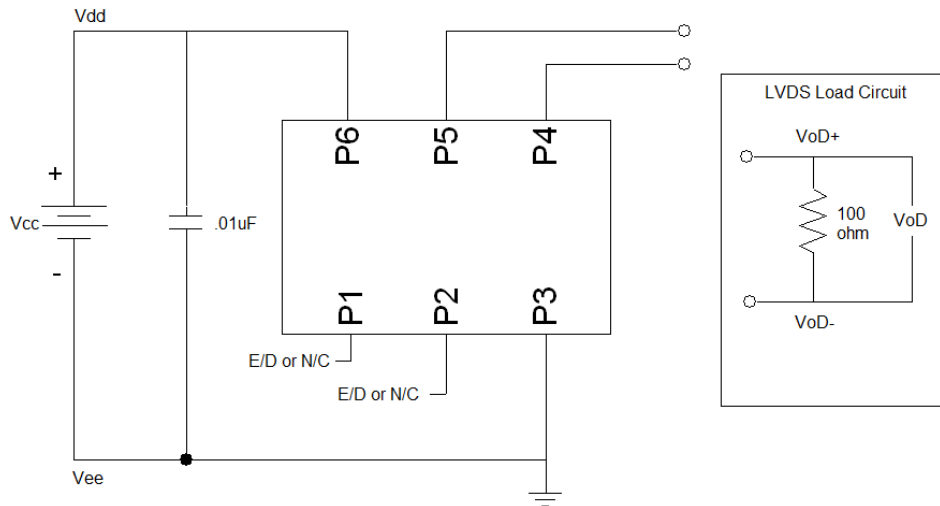 Vdd
LVDS Load Circuit
P6
P5
P4
VoD+
+
Vcc
.01uF
100
ohm
VoD
-
P1
P2
P3
VoD-
E/D or N/C
E/D or N/C
Vee